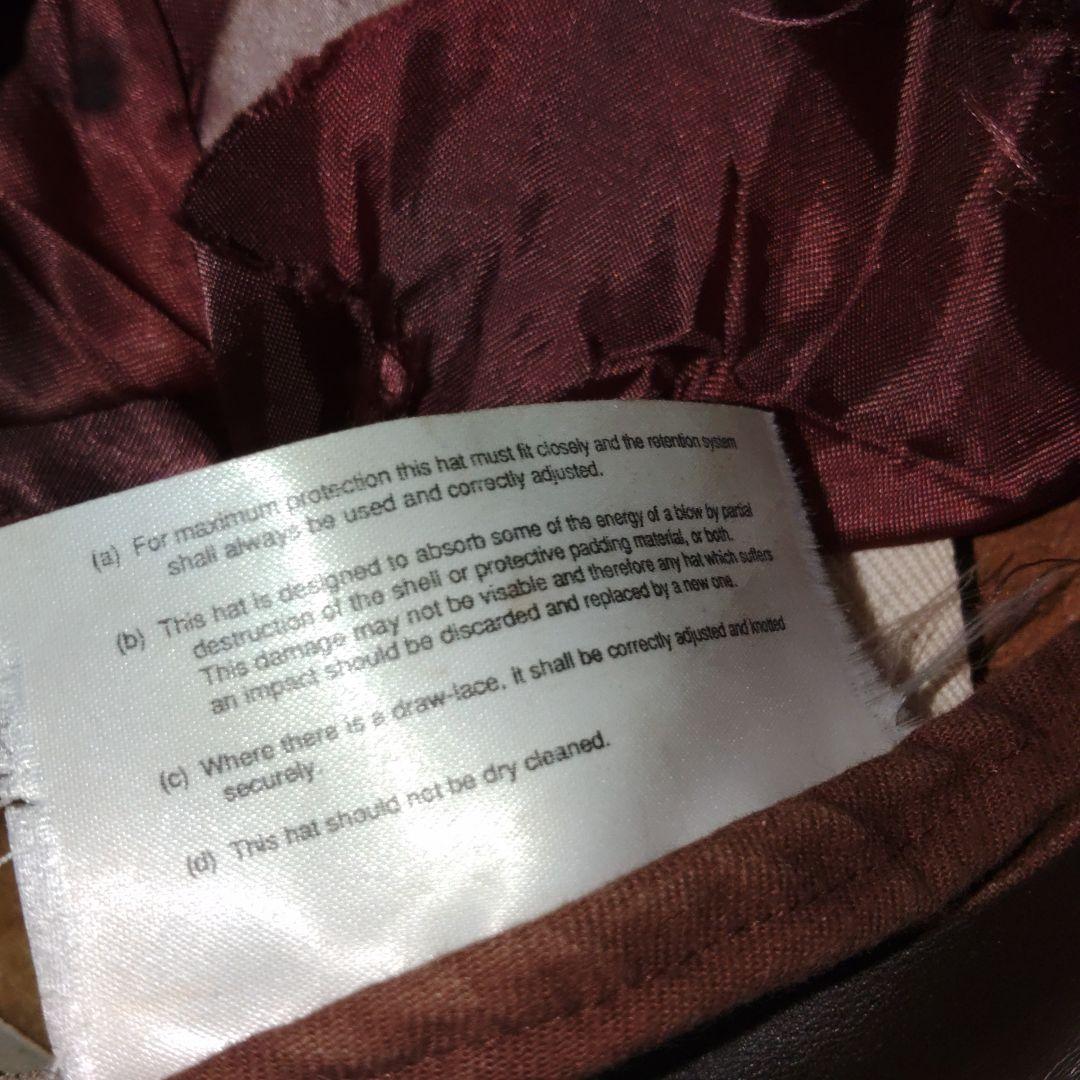 (a) For maximum protection this hat must fit closely and the retention system
shall always be used and correctly adjusted.
(b) This hat is designed to absorb some of the energy of a blow by partial
destruction of the shell or protective padding material, or both.
This damage may not be visable and therefore any hat which suffers
an impact should be discarded and replaced by a new one.
(c) Where there is a draw-lace, it shall be correctly adjusted and knotted
securely.
(d) This hat should not be dry cleaned.